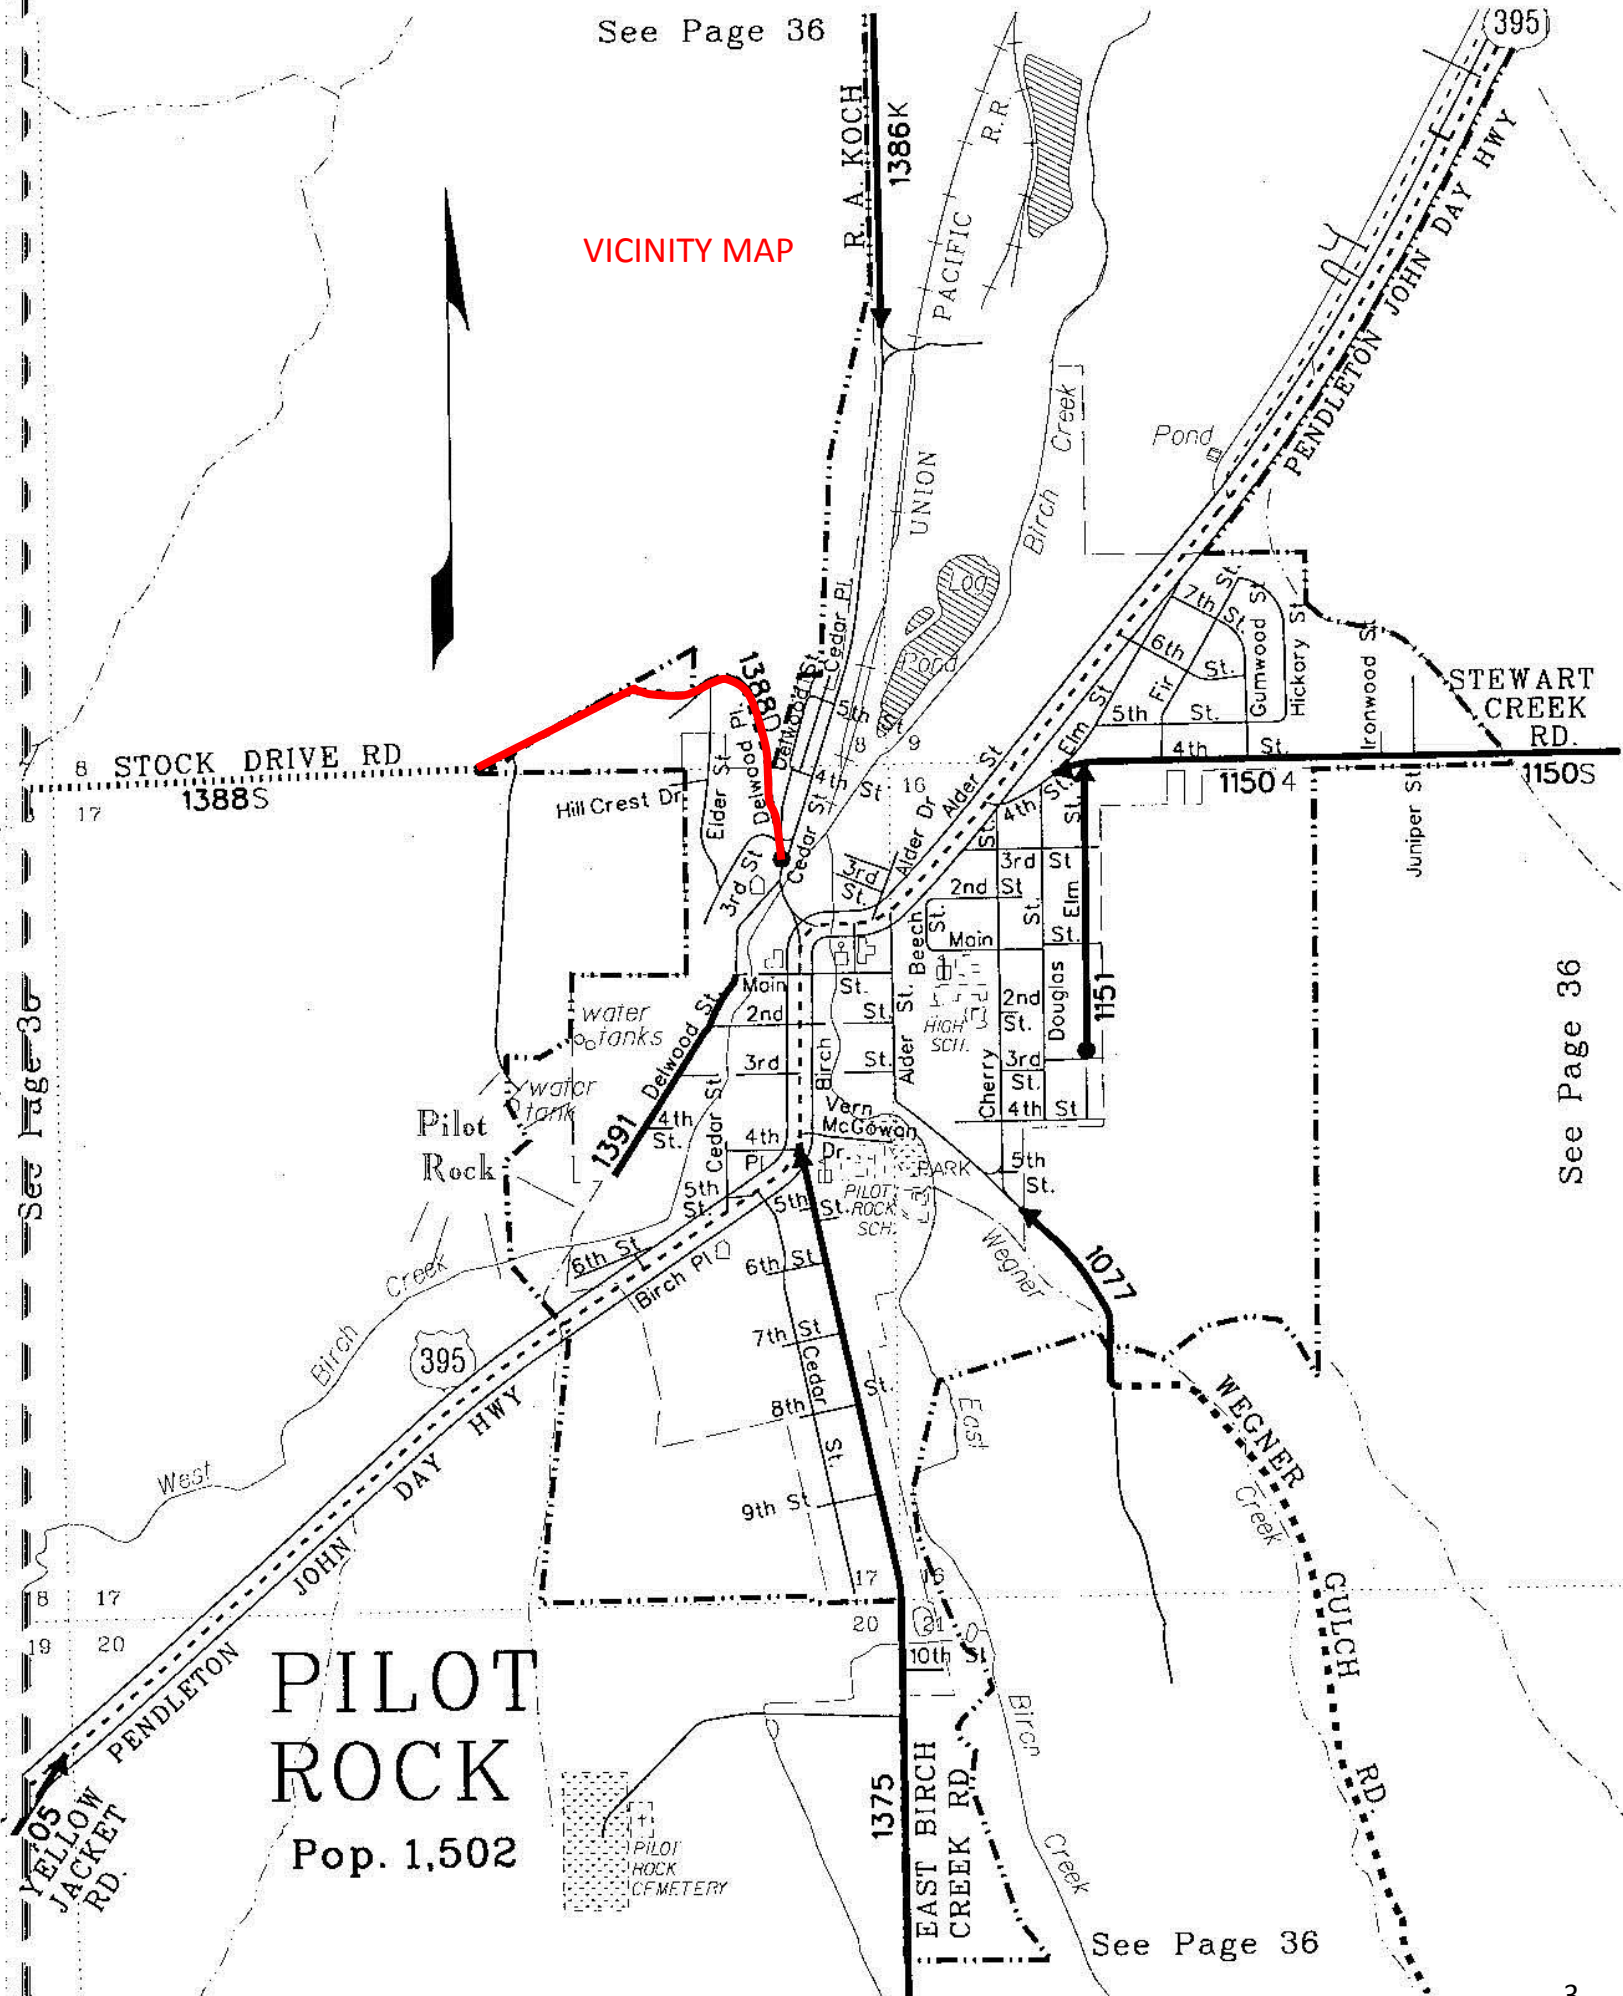 See Page 36
395
VICINITY MAP
R. A. KOCH
1386K
UNION
PACIFIC
R.R.
PENDLETON JOHN DAY HWY
Pond
Birch
Creek
Log
Pond
STOCK DRIVE RD
1388S
8
17
1388D
Delwood St
Cedar Pl
5th
St
8
9
16
4th
St
Hill Crest Dr
Elder St
Delwood Pl.
Cedar St
3rd St
3rd
St.
Alder Dr
Alder St
7th St.
St.
6th
St.
Fir
Gumwood St
Hickory St
5th
St.
4th
St.
Elm St
Ironwood St
Juniper St
STEWART
CREEK
RD.
1150 4
1150S
4th St.
St.
St.
3rd St
2nd St
Elm
St.
Beech St.
Main
St.
Douglas
1151
2nd
St.
HIGH
SCH.
3rd
St.
4th St
Cherry
Alder St.
Main
St.
2nd
St.
3rd
St.
Birch
Delwood St.
Cedar St
1391
4th
St.
4th
Pl
Vern
McGowan
Dr.
PARK
PILOT
ROCK
SCH.
5th
St.
water
tanks
water
tank
Pilot
Rock
See Page 36
See Page 36
5th
St.
5th
St.
6th St
Birch Pl
6th St
7th St
Cedar
St.
8th
St.
9th St
West
Birch
Creek
395
PENDLETON
JOHN
DAY
HWY
Wegner
1077
East
WEGNER
Creek
GULCH
RD.
18
17
19
20
17
16
20
21
10th St
PILOT
ROCK
Pop. 1,502
YELLOW
JACKET
RD.
PILOT
ROCK
CEMETERY
1375
EAST BIRCH
CREEK RD.
Birch
Creek
See Page 36
3